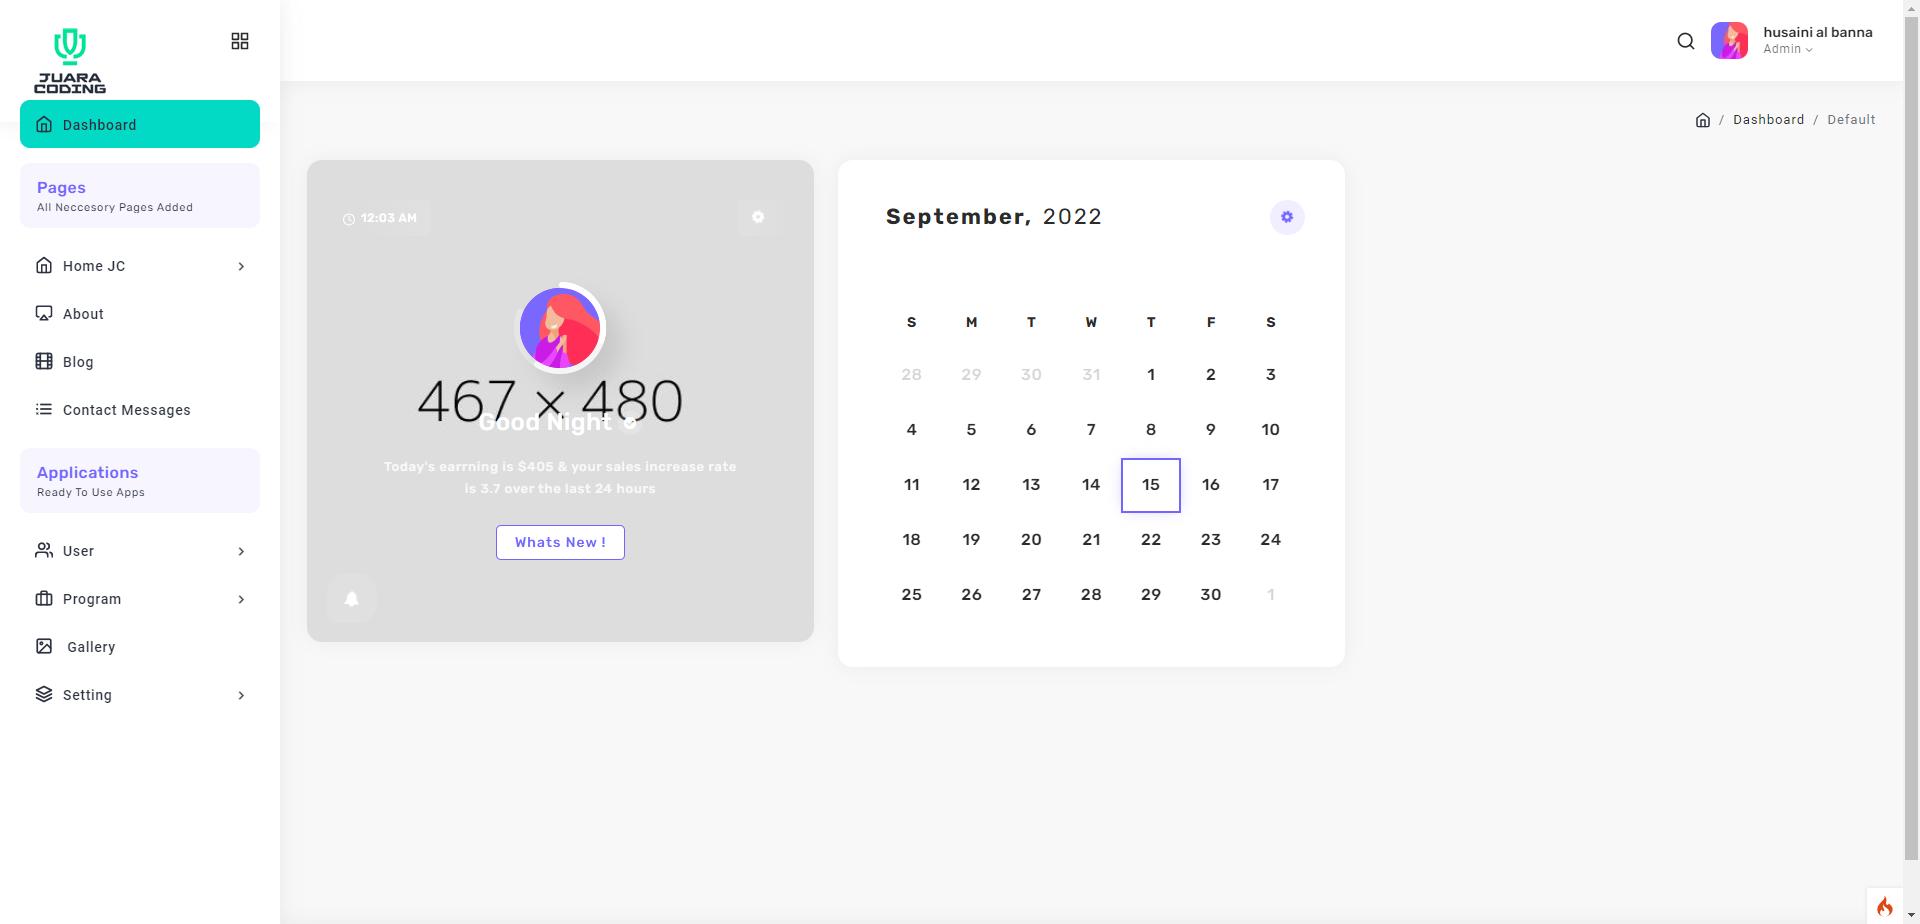 JUARA
CODING
husaini al banna
Admin
Dashboard
/ Dashboard / Default
Pages
All Neccesory Pages Added
Home JC
About
Blog
Contact Messages
Applications
Ready To Use Apps
User
Program
Gallery
Setting
12:03 AM
467 × 480
Good Night
Today's earrning is $405 & your sales increase rate
is 3.7 over the last 24 hours
Whats New !
September, 2022
S M T W T F S
28 29 30 31 1 2 3
4 5 6 7 8 9 10
11 12 13 14 15 16 17
18 19 20 21 22 23 24
25 26 27 28 29 30 1